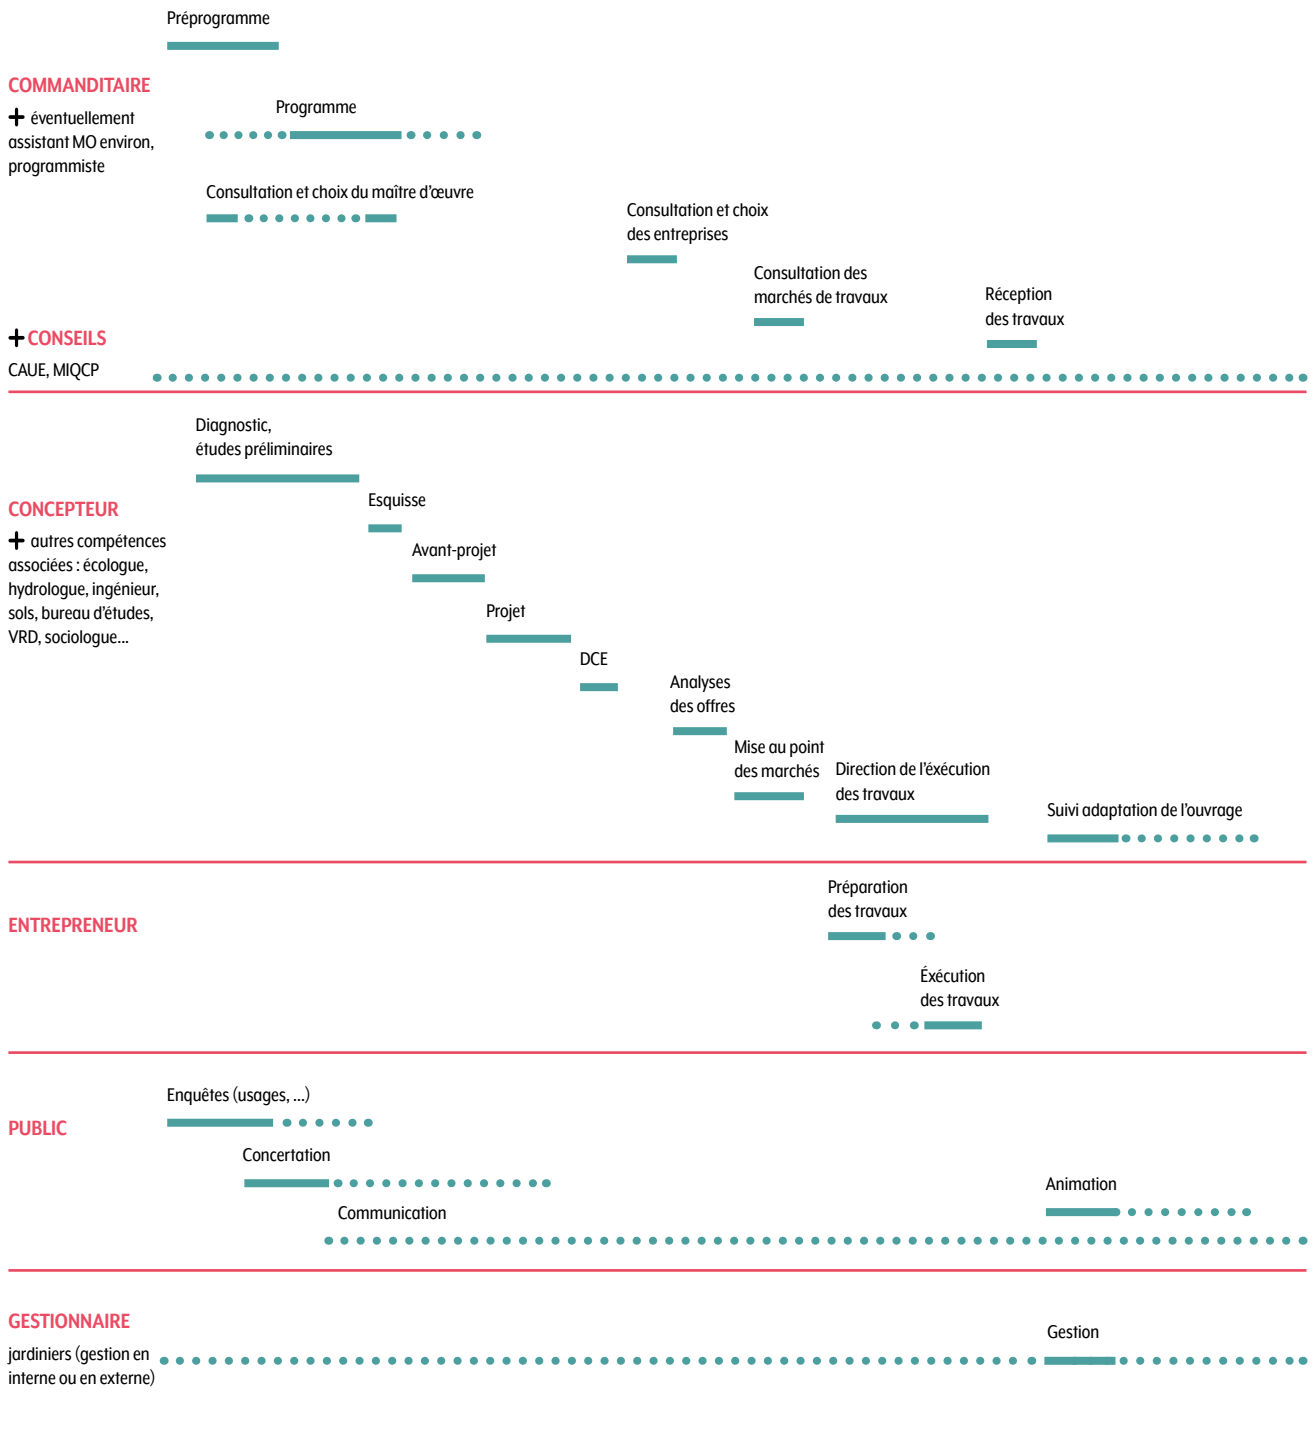 Préprogramme
COMMANDITAIRE
+ éventuellement
assistant MO environ,
programmiste
Programme
Consultation et choix du maître d'œuvre
Consultation et choix
des entreprises
Consultation des
marchés de travaux
Réception
des travaux
+ CONSEILS
CAUE, MIQCP
Diagnostic,
études préliminaires
CONCEPTEUR
+ autres compétences
associées : écologue,
hydrologue, ingénieur,
sols, bureau d'études,
VRD, sociologue...
Esquisse
Avant-projet
Projet
DCE
Analyses
des offres
Mise au point
des marchés
Direction de l'éxécution
des travaux
Suivi adaptation de l'ouvrage
ENTREPRENEUR
Préparation
des travaux
Éxécution
des travaux
PUBLIC
Enquêtes (usages, ...)
Concertation
Communication
Animation
GESTIONNAIRE
jardiniers (gestion en
interne ou en externe)
Gestion